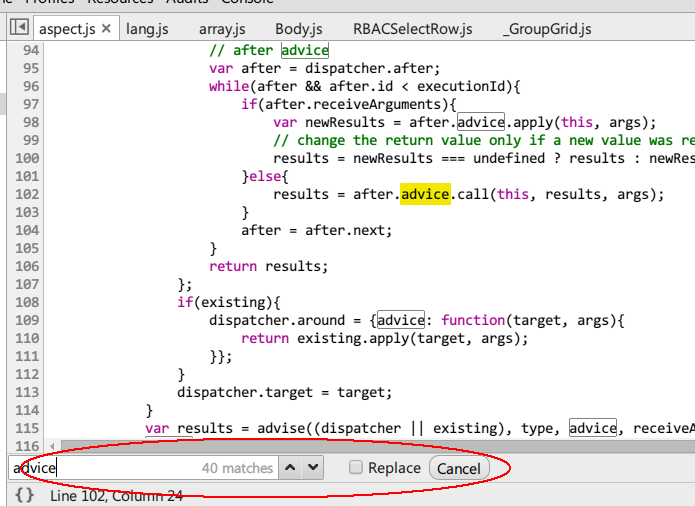 Profiles Resources Audits Console
aspect.js × lang.js array.js Body.js RBACSelectRow.js _GroupGrid.js
94 // after advice
95 var after = dispatcher.after;
96 while(after && after.id < executionId){
97 if(after.receiveArguments){
98 var newResults = after.advice.apply(this, args);
99 // change the return value only if a new value was re
100 results = newResults === undefined ? results : newRes
101 }else{
102 results = after.advice.call(this, results, args);
103 }
104 after = after.next;
105 }
106 return results;
107 };
108 if(existing){
109 dispatcher.around = {advice: function(target, args){
110 return existing.apply(target, args);
111 }};
112 }
113 dispatcher.target = target;
114 }
115 var results = advise((dispatcher || existing), type, advice, receiveA
116
advice 40 matches Replace Cancel
{} Line 102, Column 24